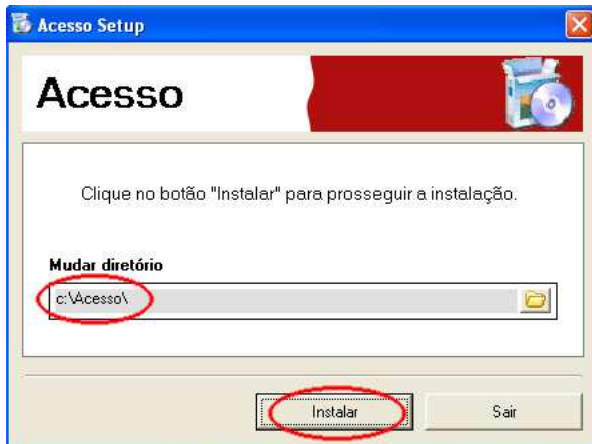 Acesso Setup
Acesso
Clique no botão "Instalar" para prosseguir a instalação.
Mudar diretório
c:\Acesso\
Instalar
Sair